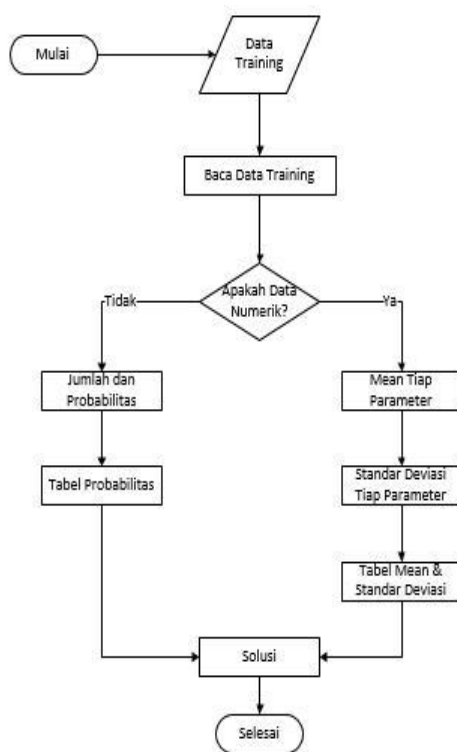 Mulai
Data
Training
Baca Data Training
Apakah Data
Numerik?
Tidak
Ya
Jumlah dan
Probabilitas
Mean Tiap
Parameter
Tabel Probabilitas
Standar Deviasi
Tiap Parameter
Tabel Mean &
Standar Deviasi
Solusi
Selesai